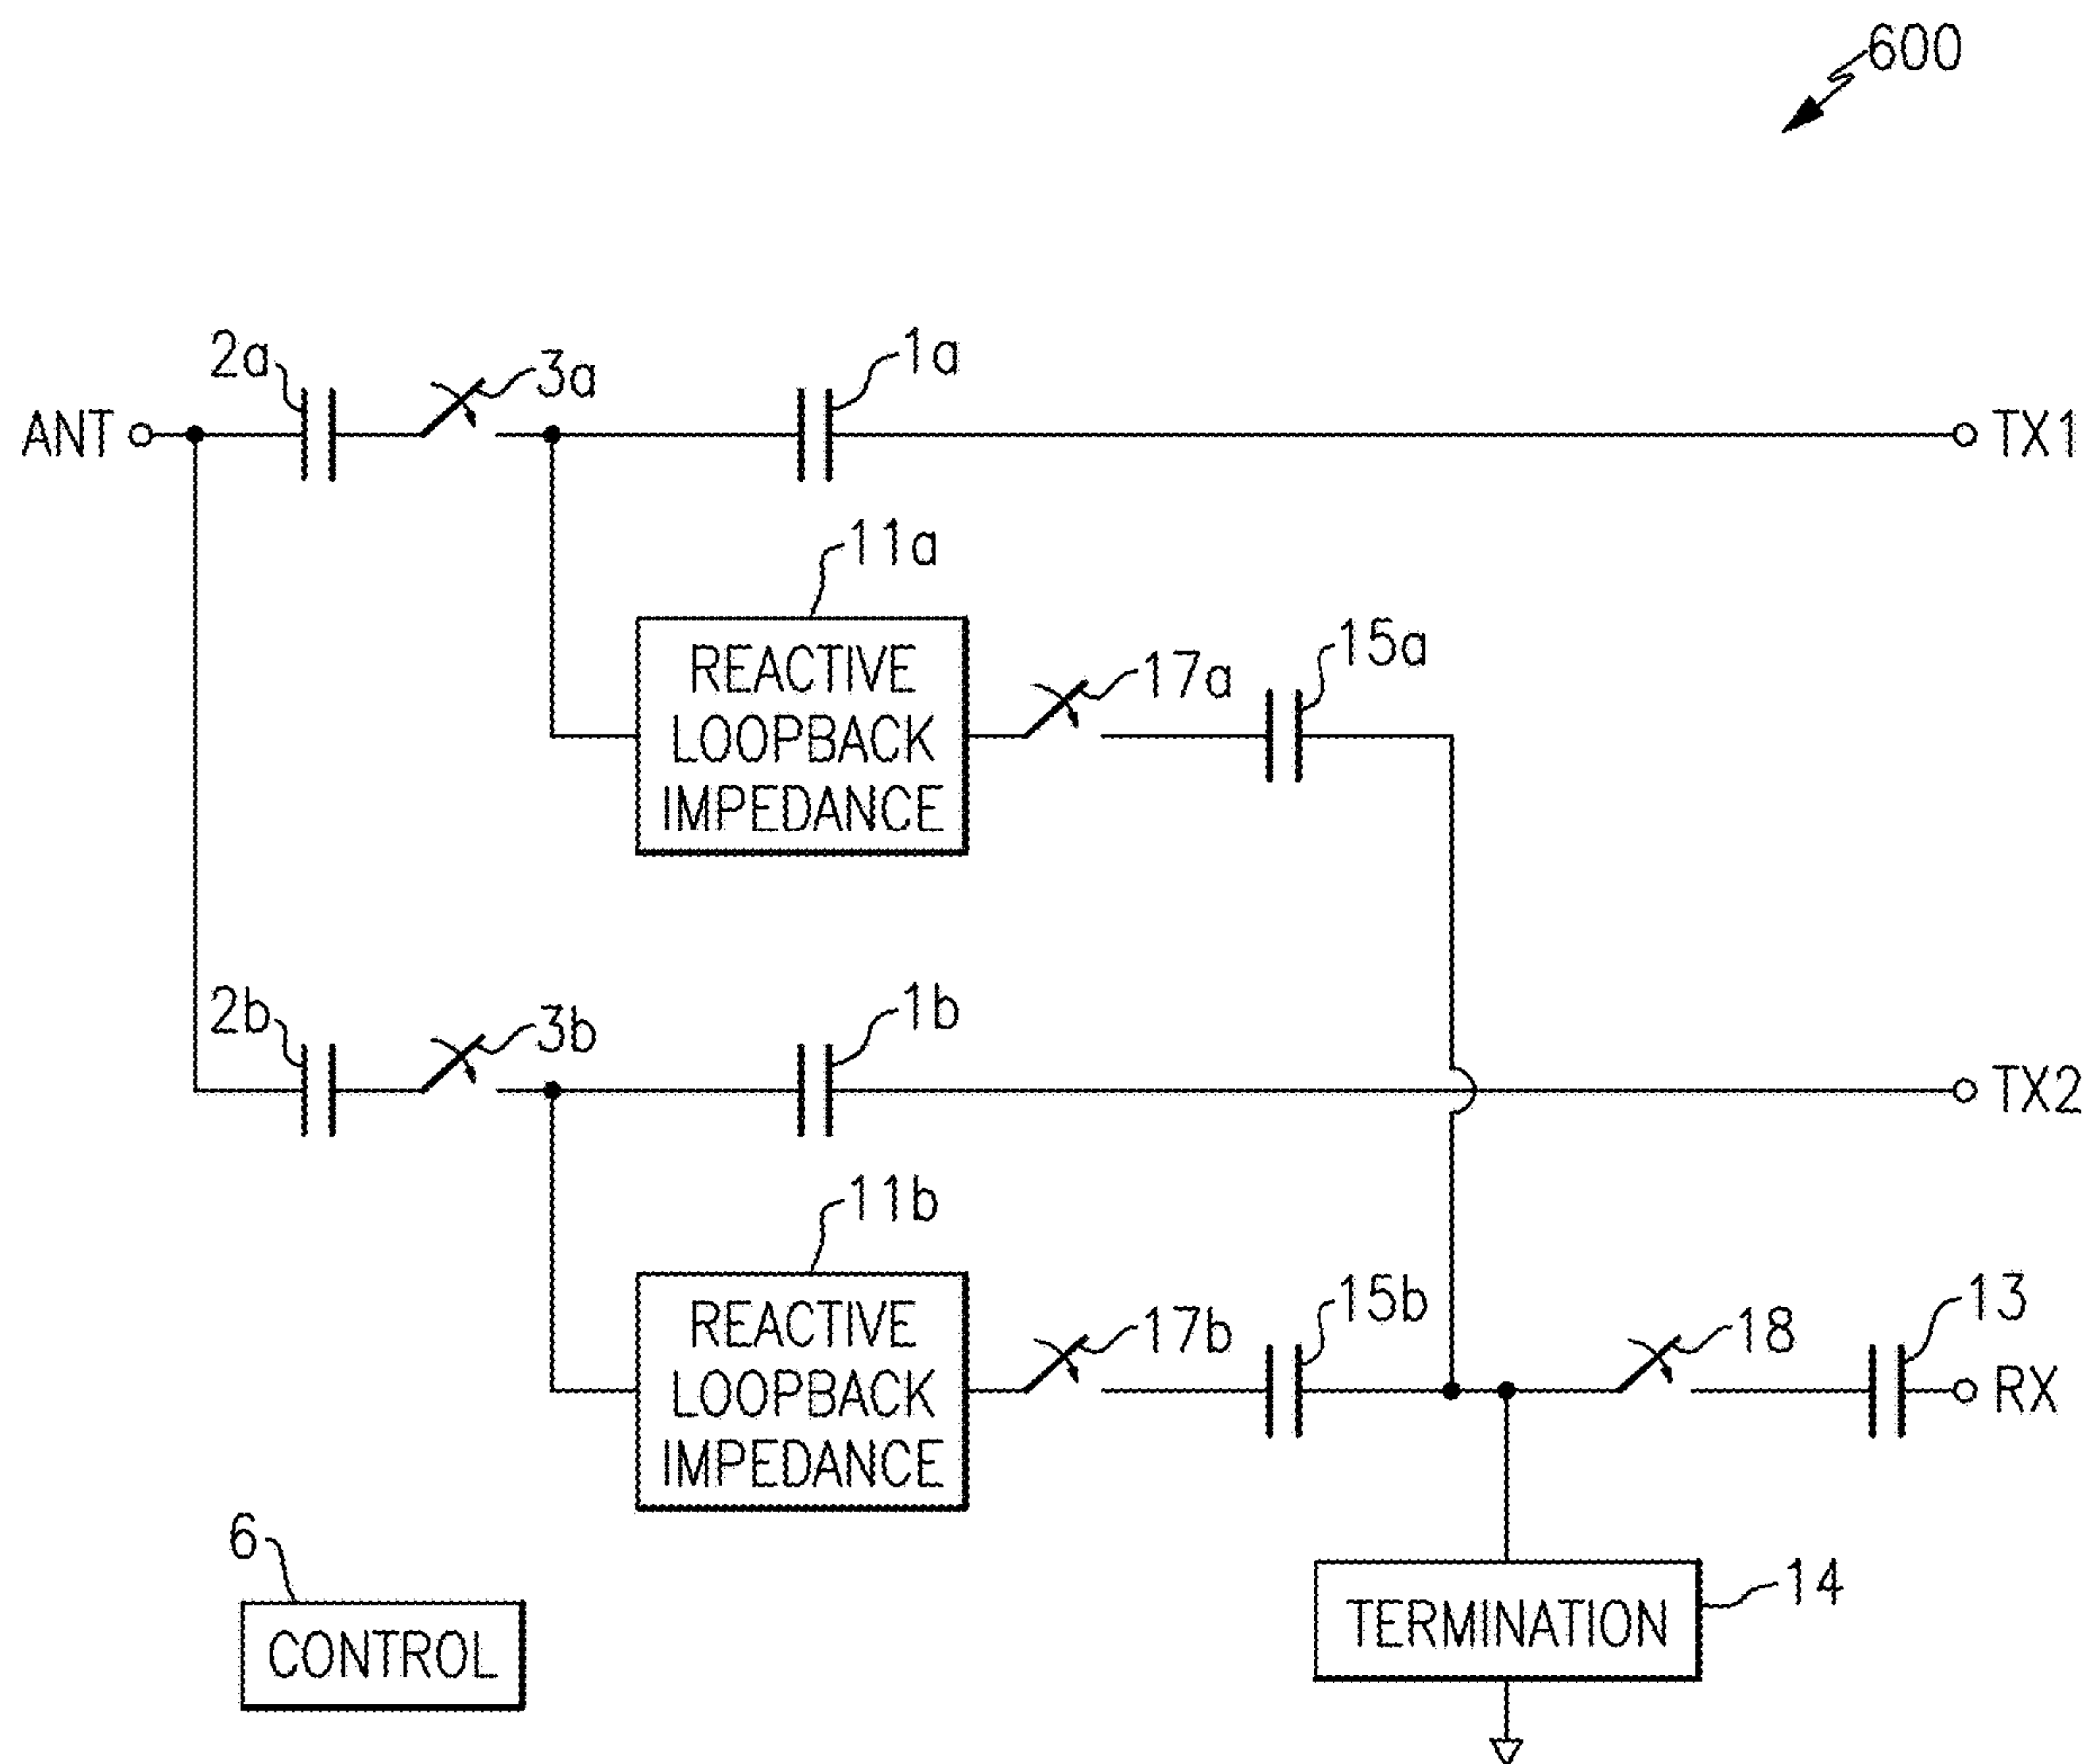 600
2a
3a
1a
ANT
TX1
11a
REACTIVE
LOOPBACK
IMPEDANCE
17a
15a
2b
3b
1b
TX2
11b
REACTIVE
LOOPBACK
IMPEDANCE
17b
15b
18
13
RX
6
CONTROL
14
TERMINATION